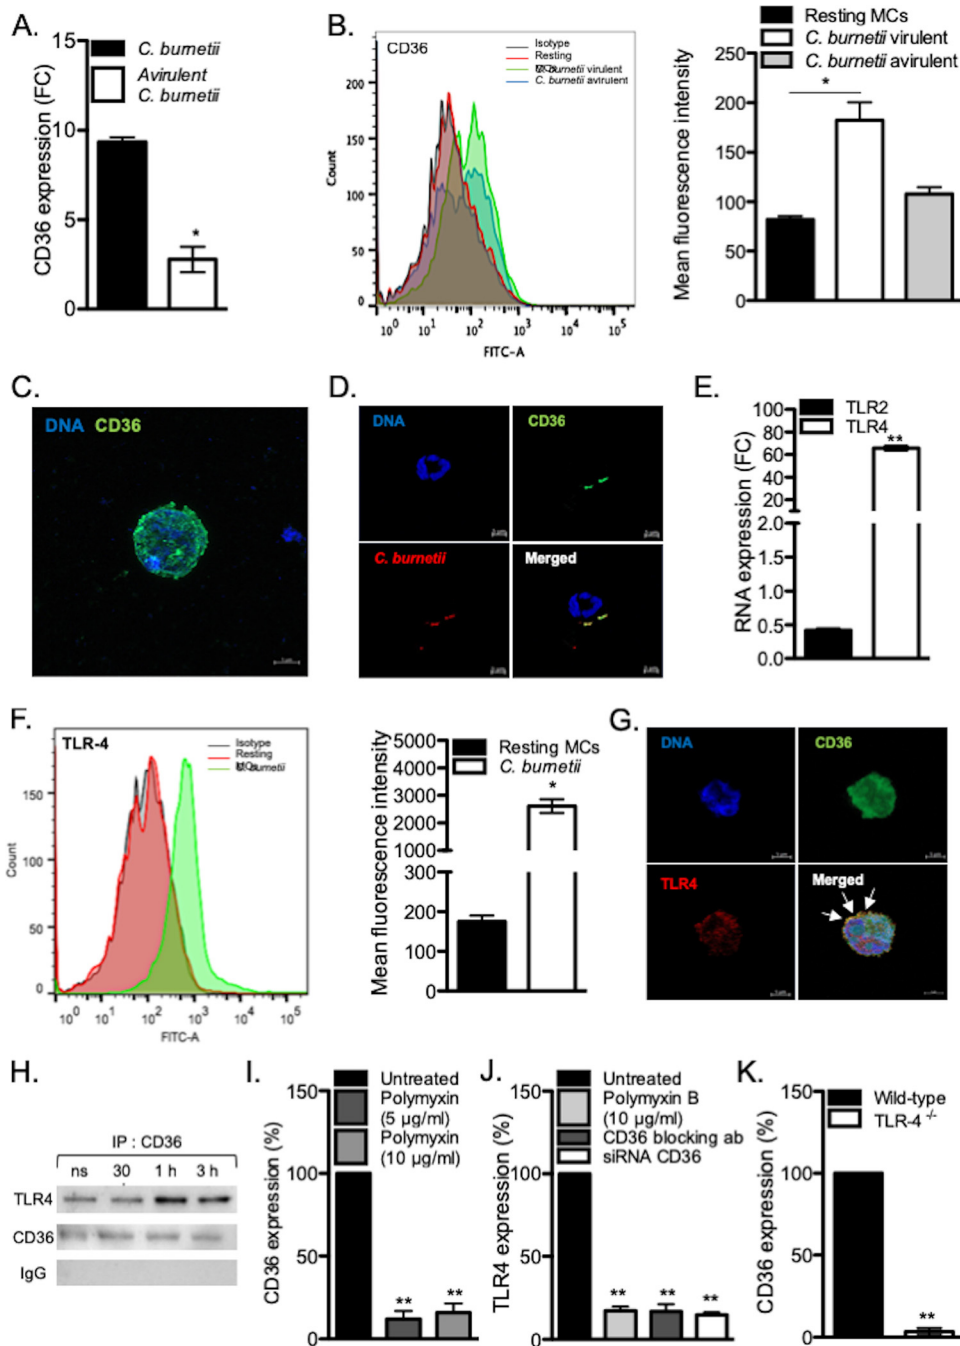 A.
CD36 expression (FC)
15
10
5
0
C. burnetii
Avirulent
C. burnetii
*
B.
CD36
Isotype
Resting
C. burnetii virulent
C. burnetii avirulent
Count
200
150
100
50
0
10^0 10^1 10^2 10^3 10^4 10^5
FITC-A
Resting MCs
C. burnetii virulent
C. burnetii avirulent
Mean fluorescence intensity
250
200
150
100
50
0
*
C.
DNA CD36
D.
DNA
CD36
C. burnetii
Merged
E.
TLR2
TLR4
RNA expression (FC)
100
80
60
40
20
2.0
1.5
1.0
0.5
0.0
**
F.
TLR-4
Isotype
Resting
MCs
C. burnetii
Count
150
100
50
0
10^0 10^1 10^2 10^3 10^4 10^5
FITC-A
Mean fluorescence intensity
5000
4000
3000
2000
1000
300
200
100
0
Resting MCs
C. burnetii
*
G.
DNA
CD36
TLR4
Merged
H.
IP : CD36
ns 30 1 h 3 h
TLR4
CD36
IgG
I.
CD36 expression (%)
150
100
50
0
Untreated
Polymyxin
(5 µg/ml)
Polymyxin
(10 µg/ml)
** **
J.
TLR4 expression (%)
150
100
50
0
Untreated
Polymyxin B
(10 µg/ml)
CD36 blocking ab
siRNA CD36
** ** **
K.
CD36 expression (%)
150
100
50
0
Wild-type
TLR-4 -/-
**